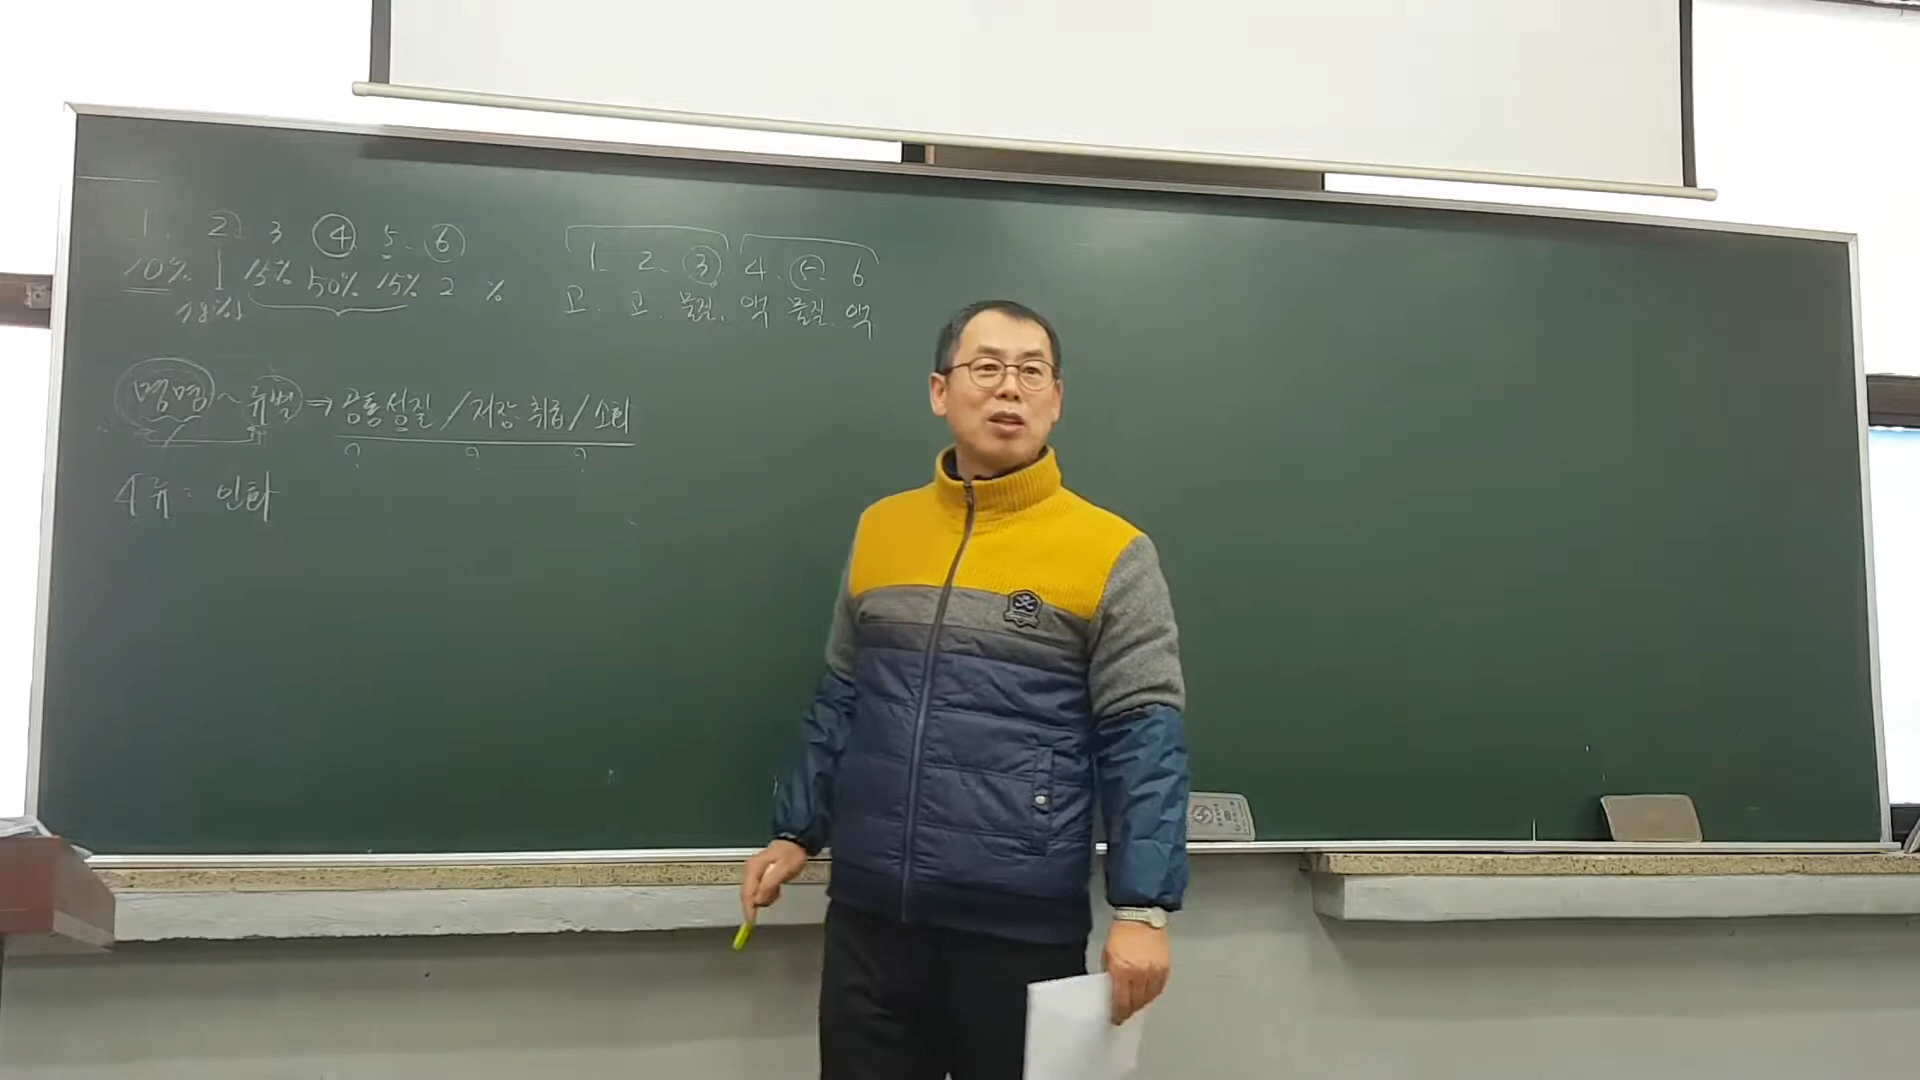 1. 2 3 ④ 5. ⑥
10% 15% 50% 15% 2 %
1. 2. ③ 4. ⑤ 6
고. 고. 물질. 액 물질. 액
명명 ~ 류별 ⇒ 공통성질 / 저장 취급 / 소화
? ? ?
4류 = 인화